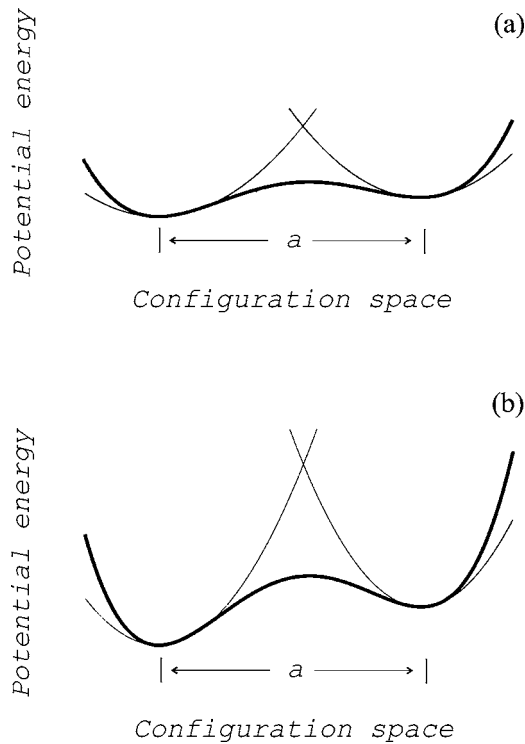 (a)
Potential energy
a
Configuration space
(b)
Potential energy
a
Configuration space